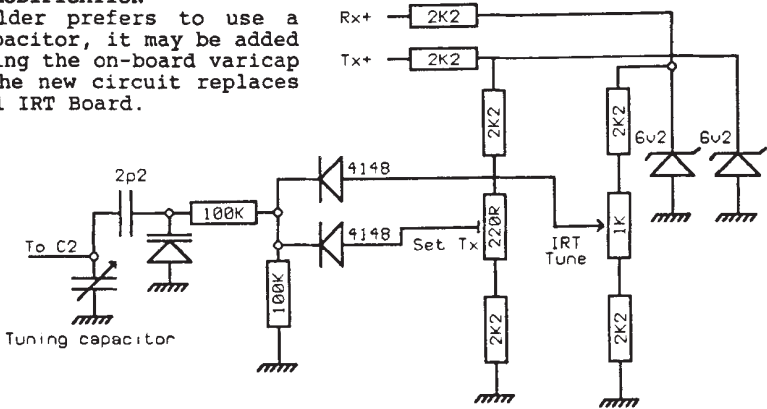 lder prefers to use a
pacitor, it may be added
ing the on-board varicap
he new circuit replaces
l IRT Board.
Rx+
2K2
Tx+
2K2
2K2
2K2
6v2
6v2
2p2
4148
100K
4148
Set Tx
220R
IRT
Tune
1K
To C2
100K
2K2
2K2
Tuning capacitor